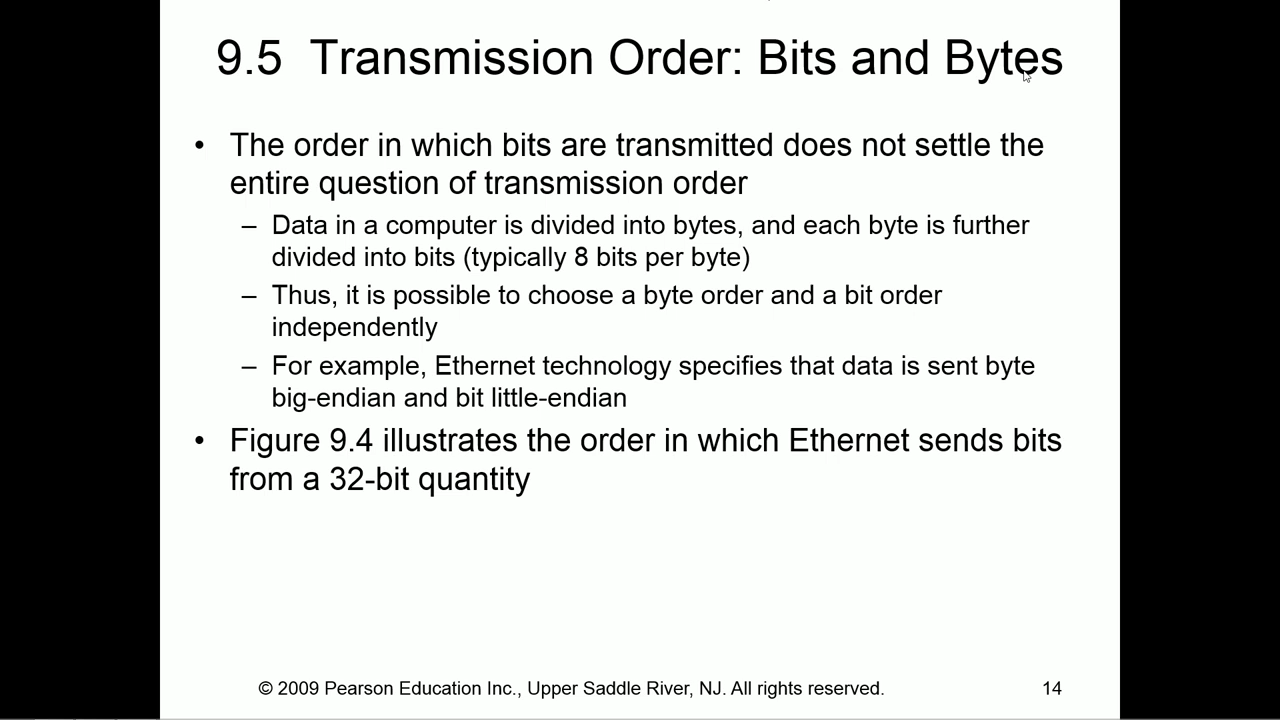 9.5 Transmission Order: Bits and Bytes
• The order in which bits are transmitted does not settle the
entire question of transmission order
– Data in a computer is divided into bytes, and each byte is further
divided into bits (typically 8 bits per byte)
– Thus, it is possible to choose a byte order and a bit order
independently
– For example, Ethernet technology specifies that data is sent byte
big-endian and bit little-endian
• Figure 9.4 illustrates the order in which Ethernet sends bits
from a 32-bit quantity
© 2009 Pearson Education Inc., Upper Saddle River, NJ. All rights reserved.
14